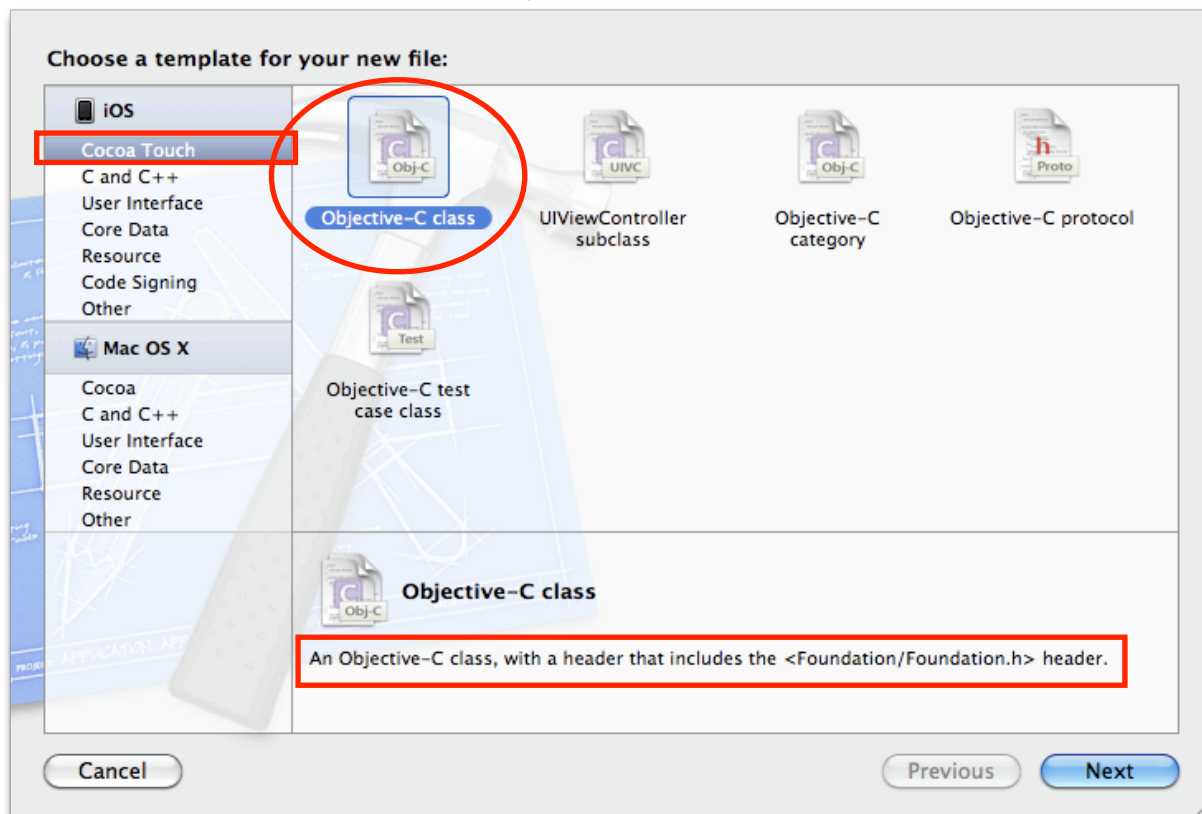 Choose a template for your new file:
iOS
Cocoa Touch
C and C++
User Interface
Core Data
Resource
Code Signing
Other
Mac OS X
Cocoa
C and C++
User Interface
Core Data
Resource
Other
C
Obj-C
Objective-C class
C
UIVC
UIViewController
subclass
C
Obj-C
Objective-C
category
h
Proto
Objective-C protocol
C
Test
Objective-C test
case class
C
Obj-C
Objective-C class
An Objective-C class, with a header that includes the <Foundation/Foundation.h> header.
Cancel
Previous
Next